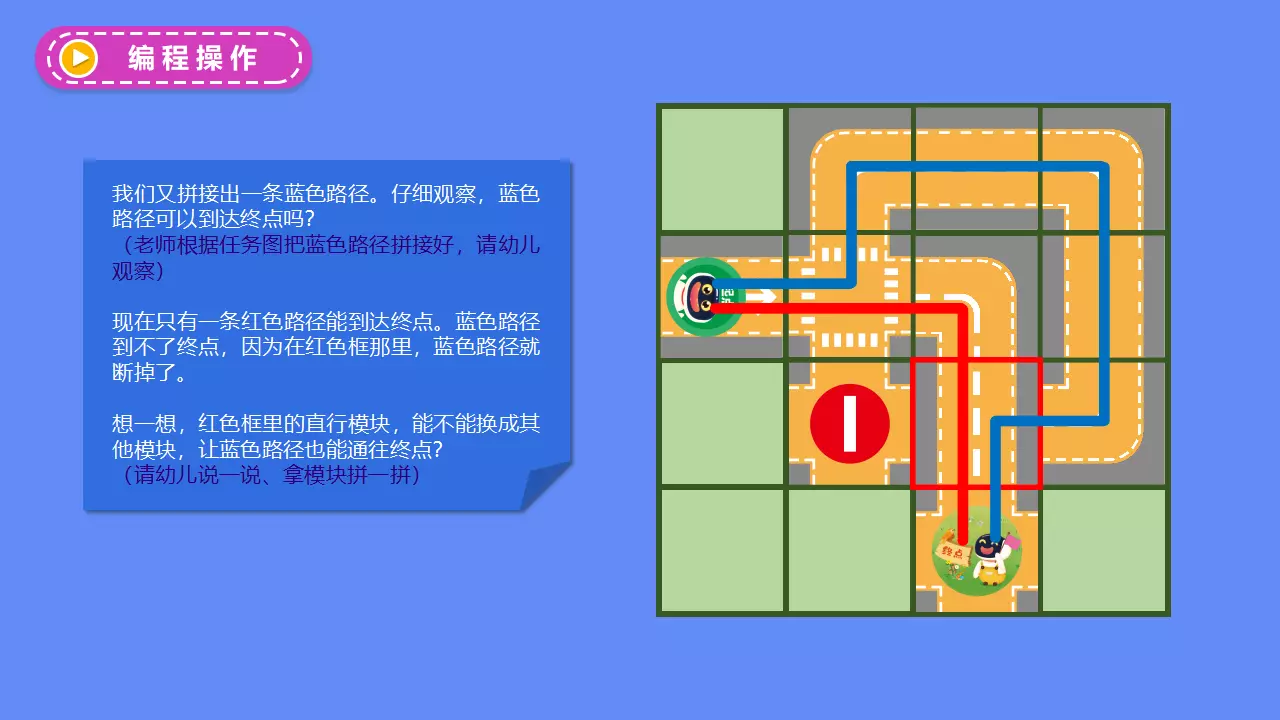 编程操作
我们又拼接出一条蓝色路径。仔细观察，蓝色
路径可以到达终点吗？
（老师根据任务图把蓝色路径拼接好，请幼儿
观察）
现在只有一条红色路径能到达终点。蓝色路径
到不了终点，因为在红色框那里，蓝色路径就
断掉了。
想一想，红色框里的直行模块，能不能换成其
他模块，让蓝色路径也能通往终点？
（请幼儿说一说、拿模块拼一拼）
终点